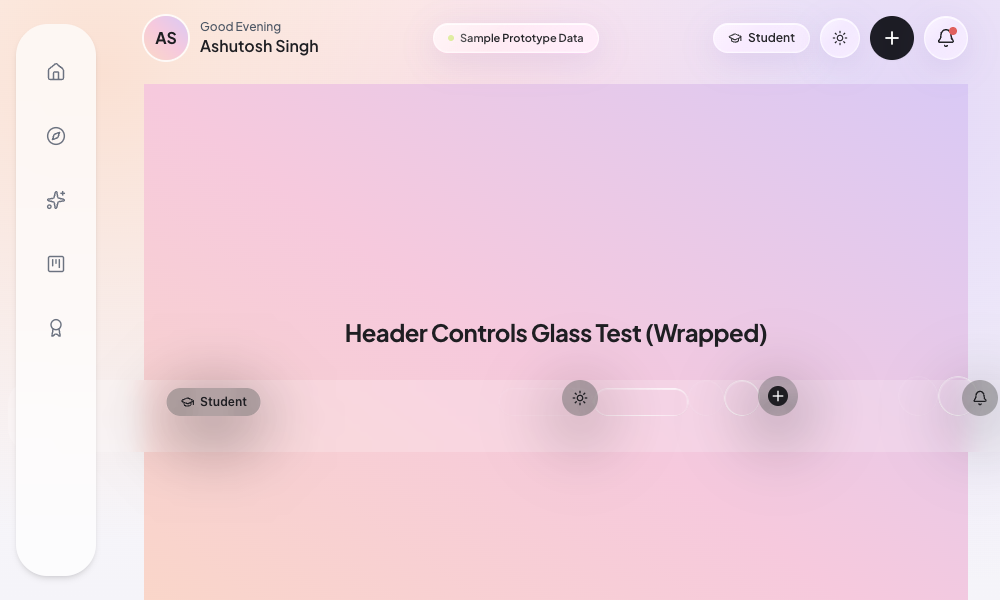 AS
Good Evening
Ashutosh Singh
Sample Prototype Data
Student
Header Controls Glass Test (Wrapped)
Student